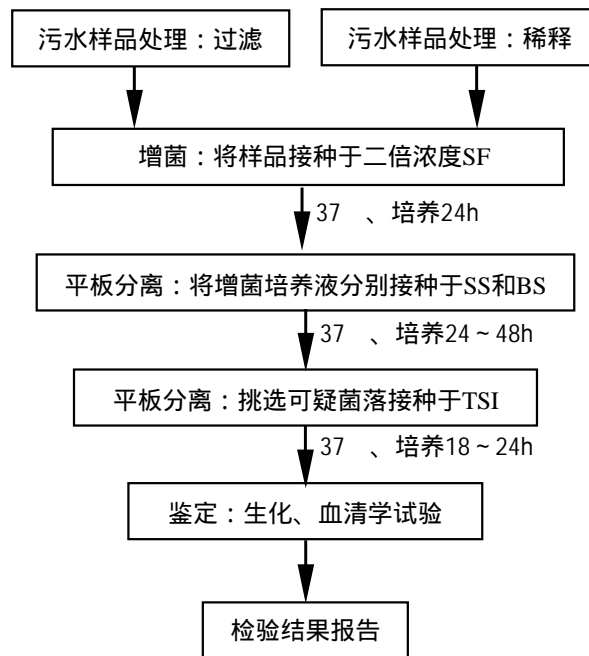 污水样品处理：过滤
污水样品处理：稀释
增菌：将样品接种于二倍浓度SF
37 、培养24h
平板分离：将增菌培养液分别接种于SS和BS
37 、培养24～48h
平板分离：挑选可疑菌落接种于TSI
37 、培养18～24h
鉴定：生化、血清学试验
检验结果报告